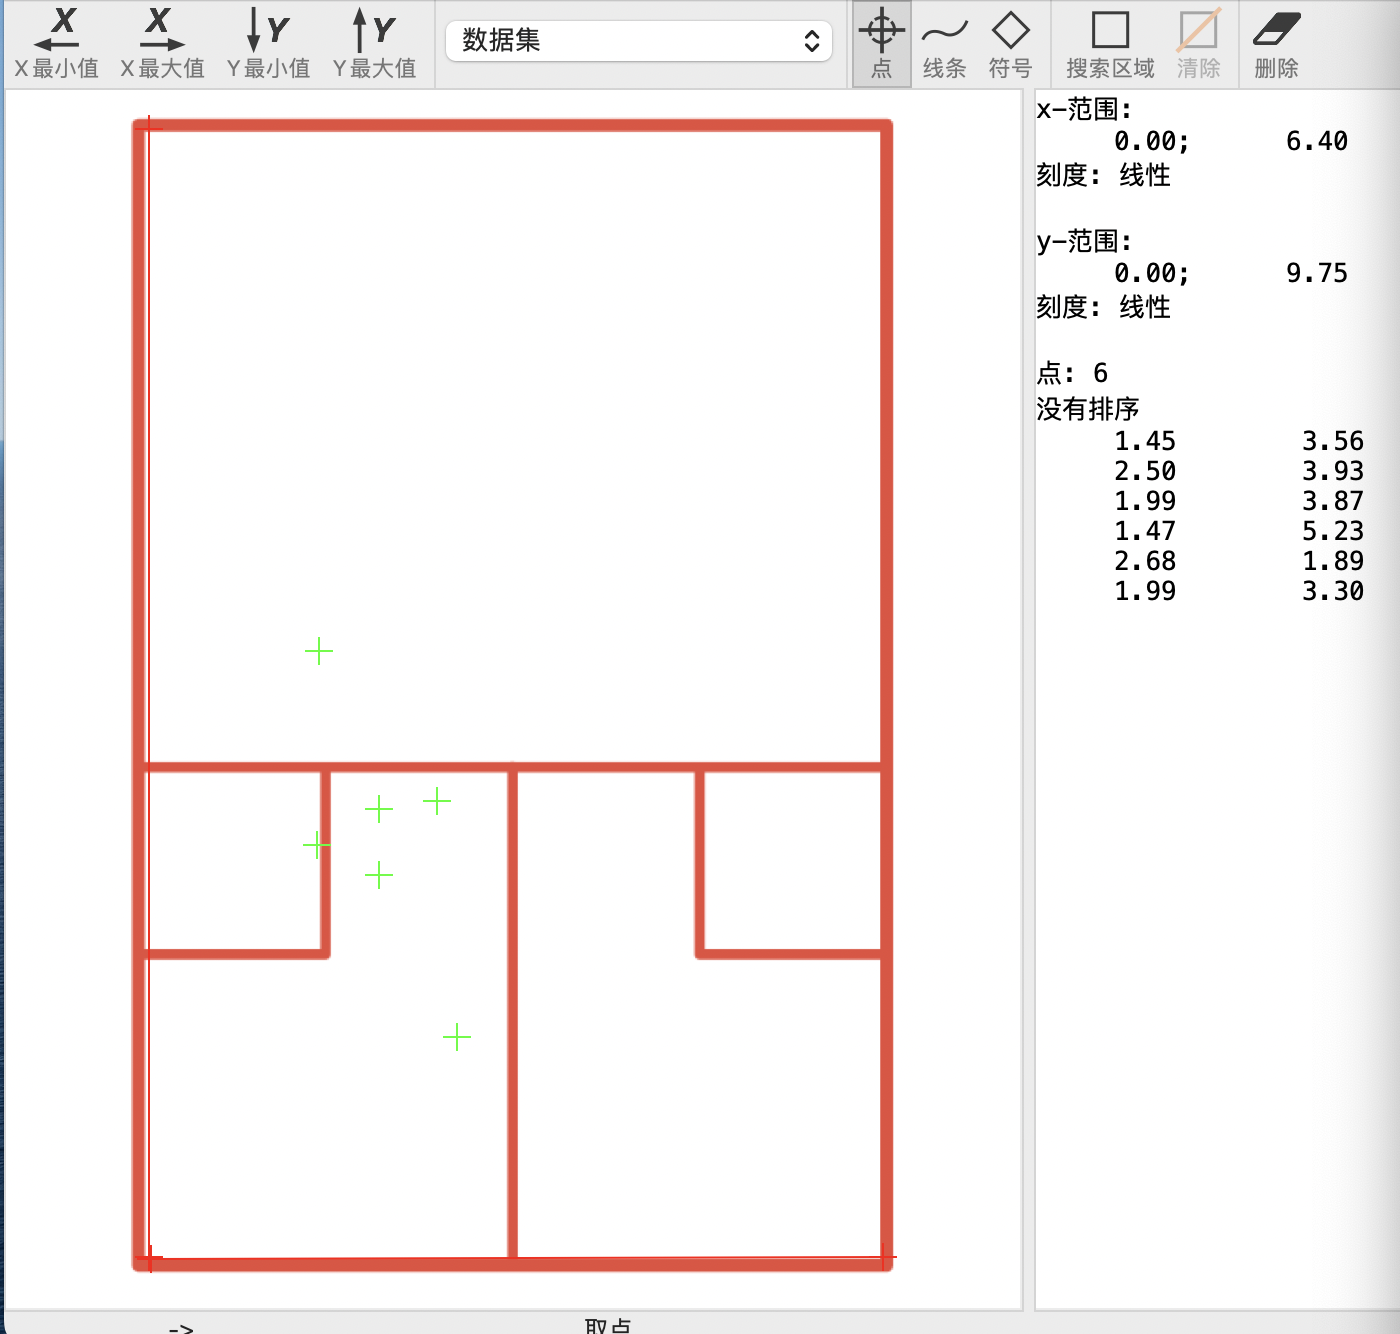 X X Y Y
X 最小值 X 最大值 Y 最小值 Y 最大值 数据集 点 线条 符号 搜索区域 清除 删除
x-范围:
0.00; 6.40
刻度: 线性
y-范围:
0.00; 9.75
刻度: 线性
点: 6
没有排序
1.45 3.56
2.50 3.93
1.99 3.87
1.47 5.23
2.68 1.89
1.99 3.30
-> 取点